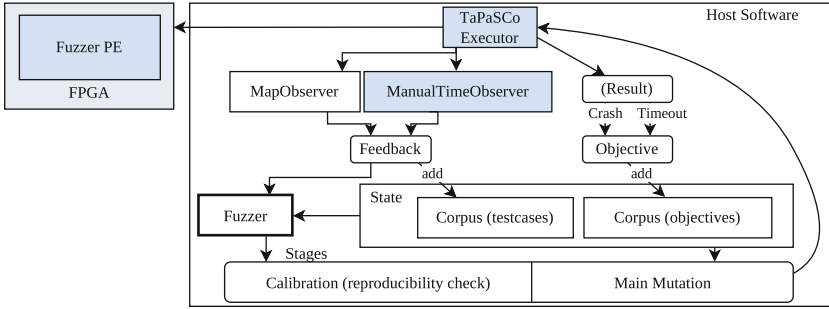 TaPaSCo
Executor
Host Software
Fuzzer PE
FPGA
MapObserver
ManualTimeObserver
(Result)
Crash
Timeout
Feedback
Objective
add
add
State
Fuzzer
Corpus (testcases)
Corpus (objectives)
Stages
Calibration (reproducibility check)
Main Mutation